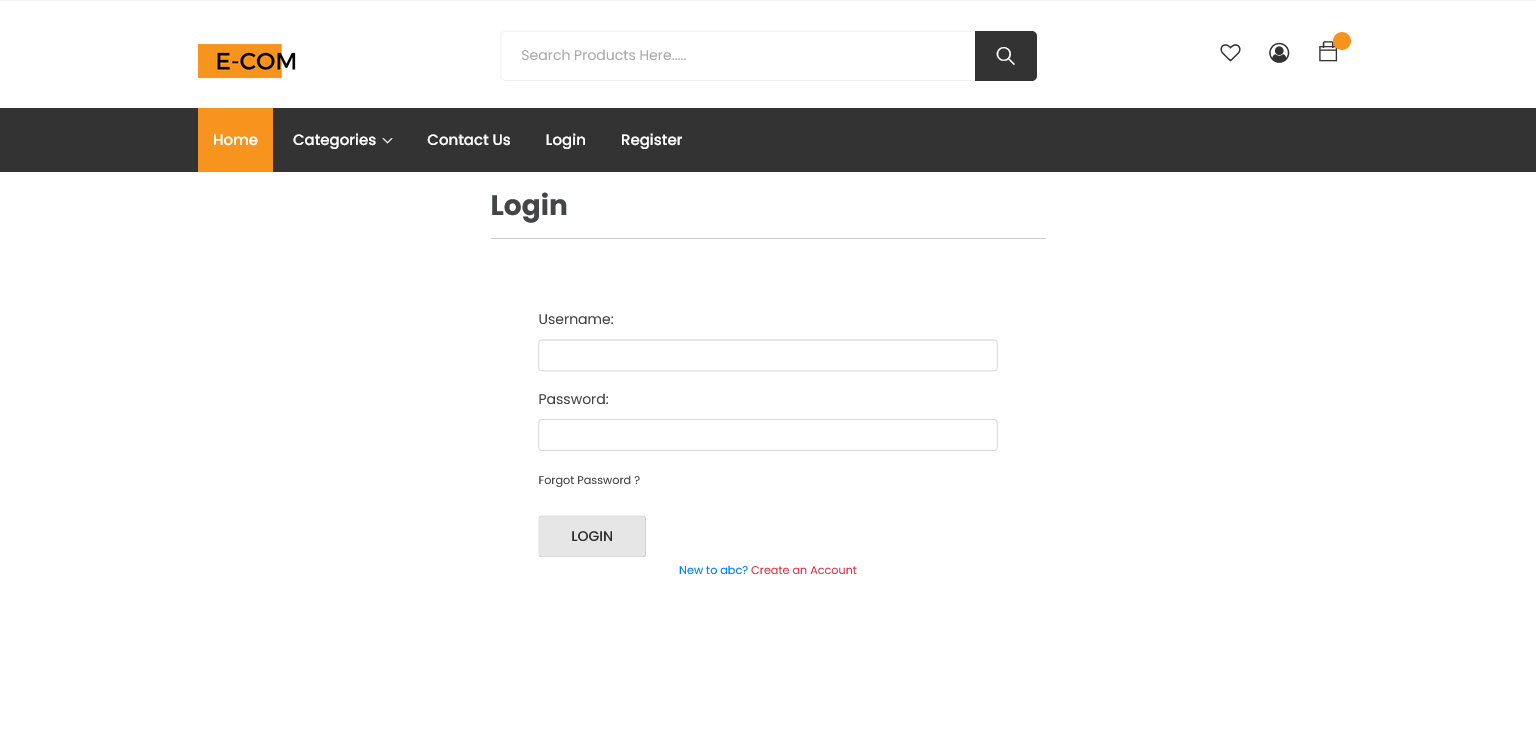 E-COM
Search Products Here.....
Home Categories Contact Us Login Register
Login
Username:
Password:
Forgot Password ?
LOGIN
New to abc? Create an Account